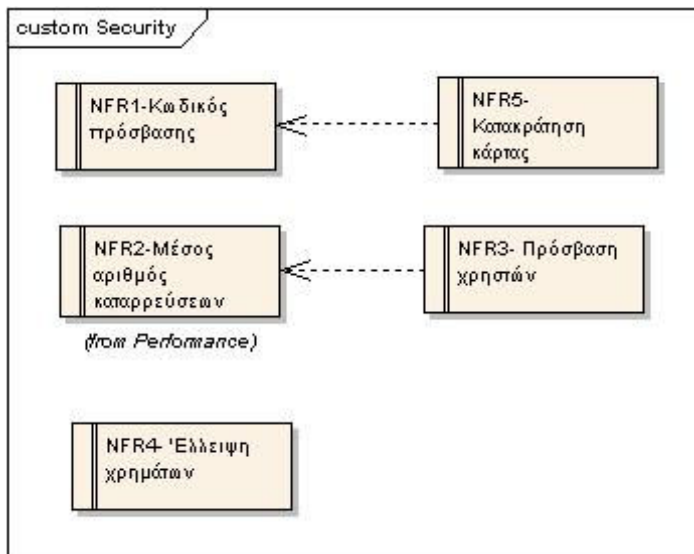 custom Security
NFR1-Κωδικός
πρόσβασης
NFR5-
Κατακράτηση
κάρτας
NFR2-Μέσος
αριθμός
καταρρεύσεων
(from Performance)
NFR3- Πρόσβαση
χρηστών
NFR4- Έλλειψη
χρημάτων